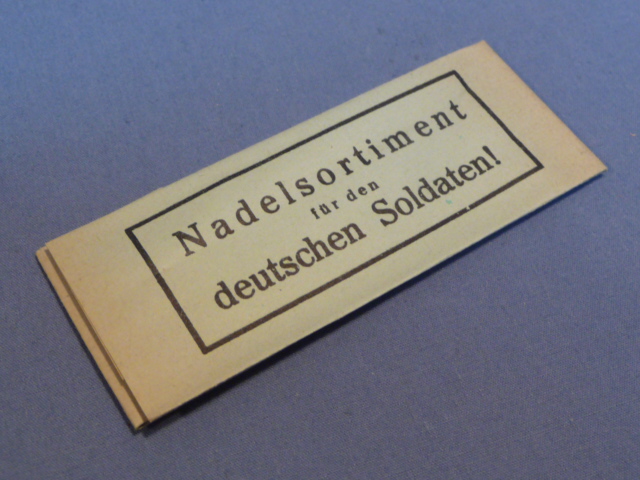 Nadelsortiment
für den
deutschen Soldaten!